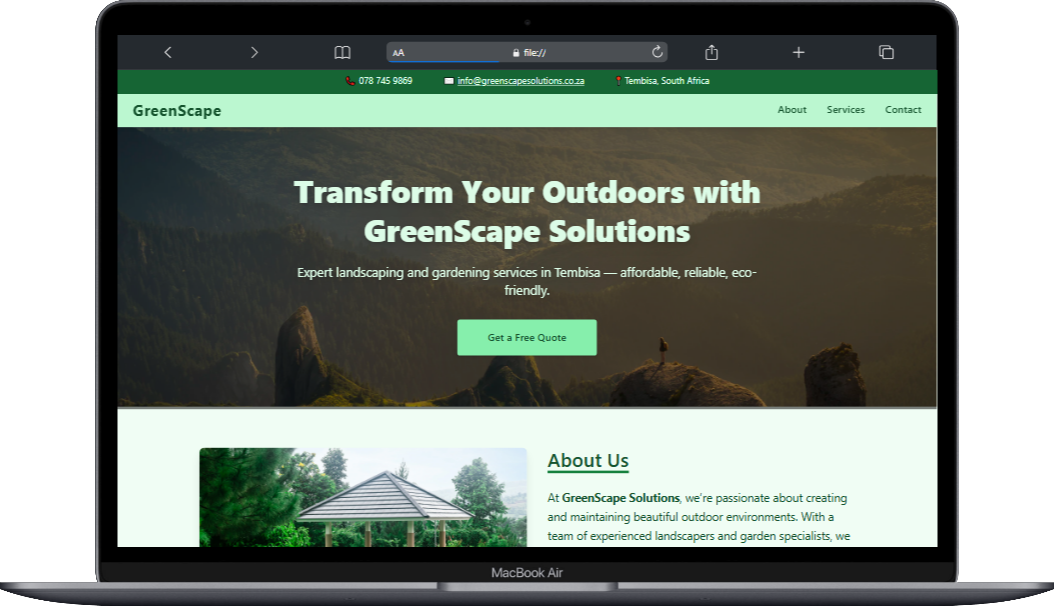 AA file://
078 745 9869 info@greenscapesolutions.co.za Tembisa, South Africa
GreenScape About Services Contact
Transform Your Outdoors with
GreenScape Solutions
Expert landscaping and gardening services in Tembisa — affordable, reliable, eco-
friendly.
Get a Free Quote
About Us
At GreenScape Solutions, we're passionate about creating
and maintaining beautiful outdoor environments. With a
team of experienced landscapers and garden specialists, we
MacBook Air